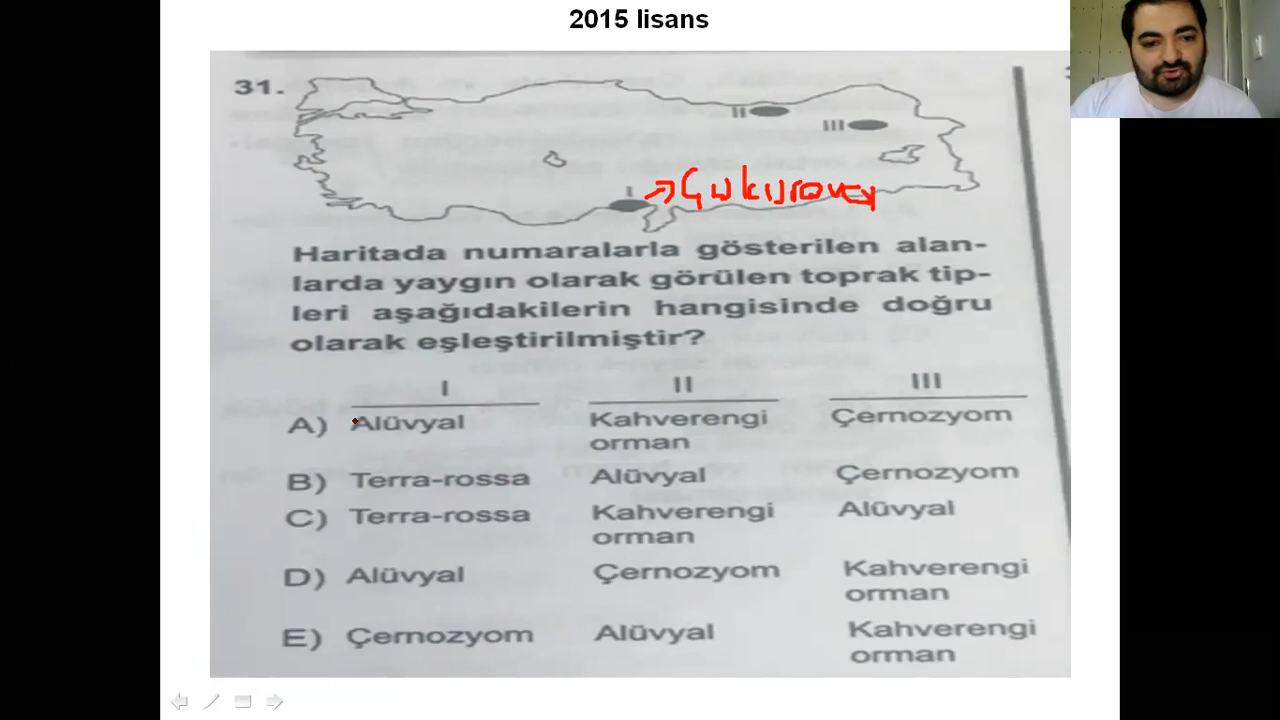 2015 lisans
31.
II
III
I
Çukurova
Haritada numaralarla gösterilen alan-
larda yaygın olarak görülen toprak tip-
leri aşağıdakilerin hangisinde doğru
olarak eşleştirilmiştir?
I II III
A) Alüvyal Kahverengi Çernozyom
orman
B) Terra-rossa Alüvyal Çernozyom
C) Terra-rossa Kahverengi Alüvyal
orman
D) Alüvyal Çernozyom Kahverengi
orman
E) Çernozyom Alüvyal Kahverengi
orman